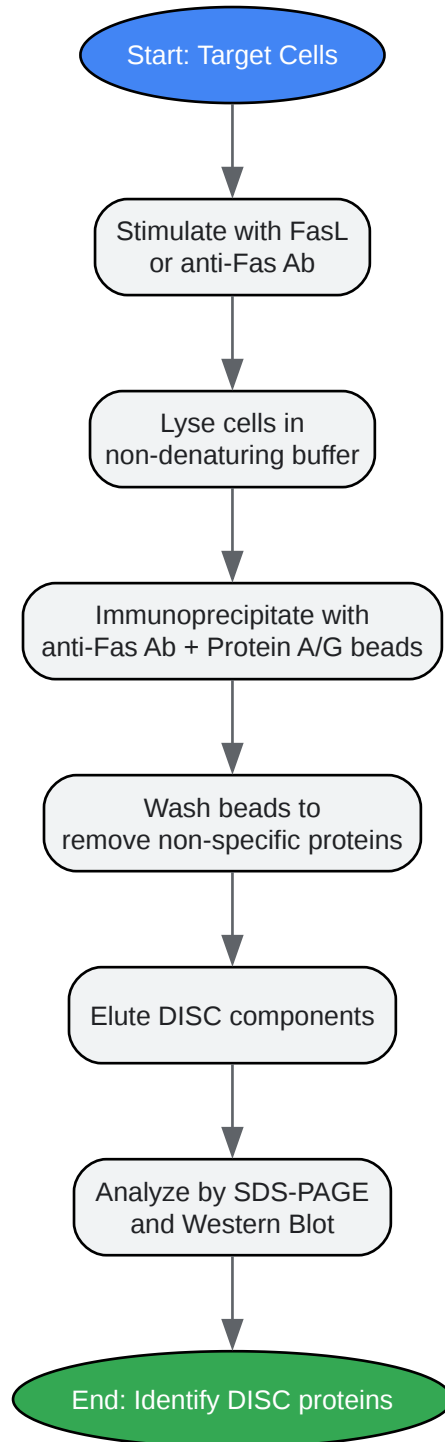 Start: Target Cells
Stimulate with FasL
or anti-Fas Ab
Lyse cells in
non-denaturing buffer
Immunoprecipitate with
anti-Fas Ab + Protein A/G beads
Wash beads to
remove non-specific proteins
Elute DISC components
Analyze by SDS-PAGE
and Western Blot
End: Identify DISC proteins